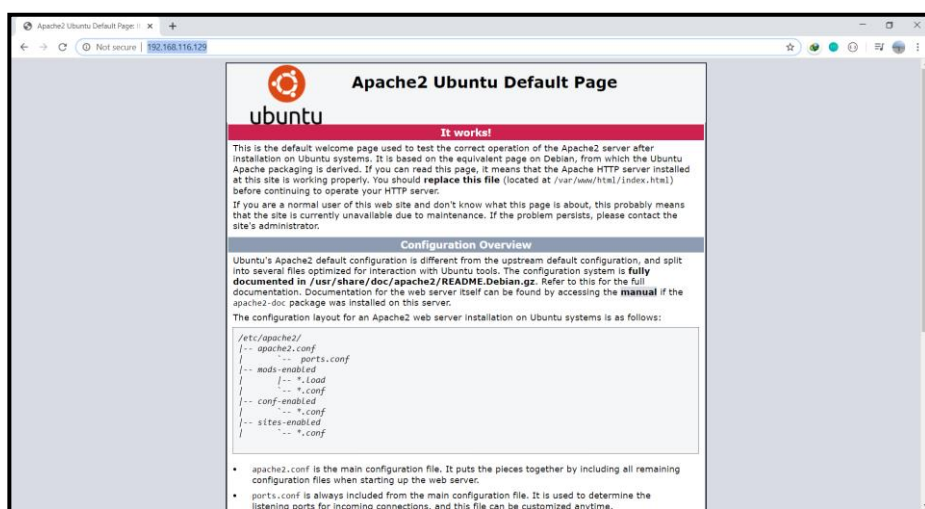 Apache2 Ubuntu Default Page: I
Not secure | 192.168.116.129
ubuntu
Apache2 Ubuntu Default Page
It works!
This is the default welcome page used to test the correct operation of the Apache2 server after
installation on Ubuntu systems. It is based on the equivalent page on Debian, from which the Ubuntu
Apache packaging is derived. If you can read this page, it means that the Apache HTTP server installed
at this site is working properly. You should replace this file (located at /var/www/html/index.html)
before continuing to operate your HTTP server.
If you are a normal user of this web site and don't know what this page is about, this probably means
that the site is currently unavailable due to maintenance. If the problem persists, please contact the
site's administrator.
Configuration Overview
Ubuntu's Apache2 default configuration is different from the upstream default configuration, and split
into several files optimized for interaction with Ubuntu tools. The configuration system is fully
documented in /usr/share/doc/apache2/README.Debian.gz. Refer to this for the full
documentation. Documentation for the web server itself can be found by accessing the manual if the
apache2-doc package was installed on this server.
The configuration layout for an Apache2 web server installation on Ubuntu systems is as follows:
/etc/apache2/
|-- apache2.conf
|       `-- ports.conf
|-- mods-enabled
|       |-- *.load
|       `-- *.conf
|-- conf-enabled
|       `-- *.conf
|-- sites-enabled
|       `-- *.conf
• apache2.conf is the main configuration file. It puts the pieces together by including all remaining
configuration files when starting up the web server.
• ports.conf is always included from the main configuration file. It is used to determine the
listening ports for incoming connections, and this file can be customized anytime.